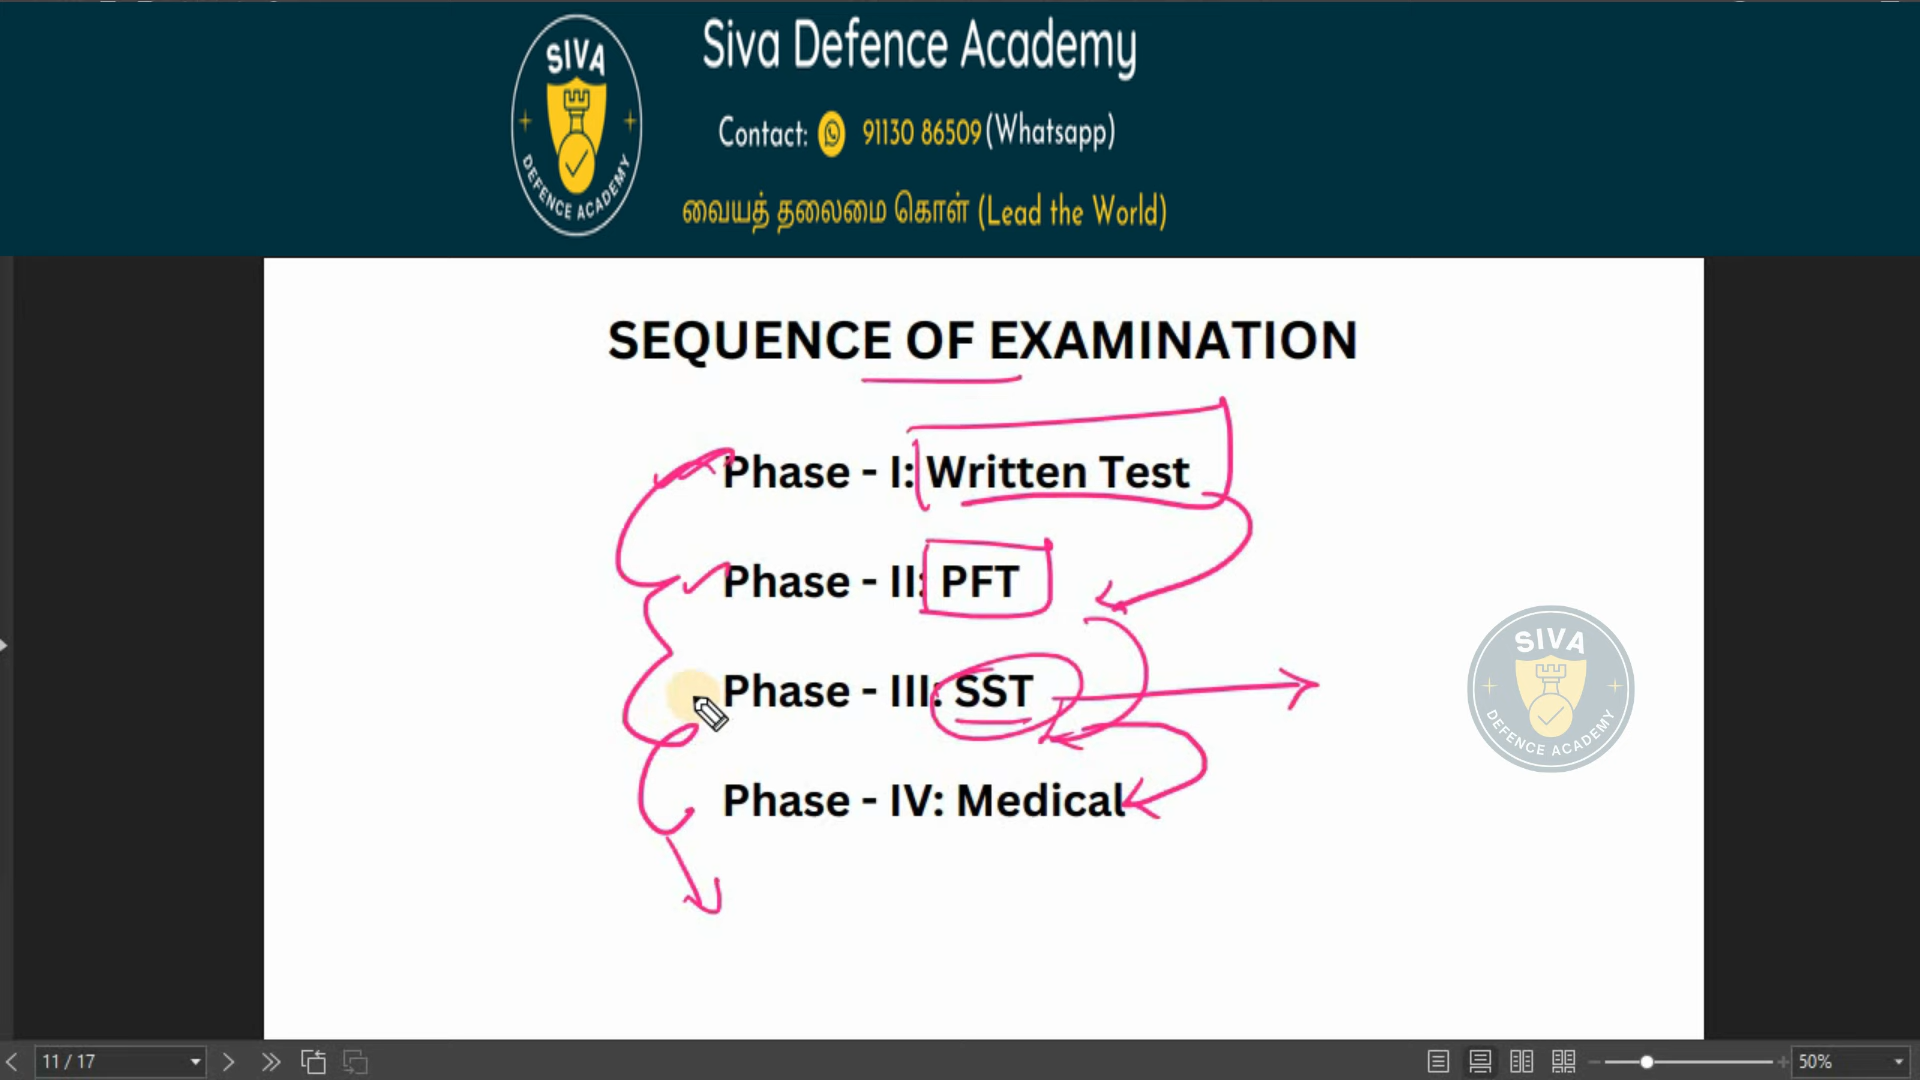 SIVA
DEFENCE ACADEMY
Siva Defence Academy
Contact: 91130 86509 (Whatsapp)
வையத் தலைமை கொள் (Lead the World)
SEQUENCE OF EXAMINATION
Phase - I: Written Test
Phase - II: PFT
Phase - III: SST
Phase - IV: Medical
SIVA
DEFENCE ACADEMY
11 / 17
50%